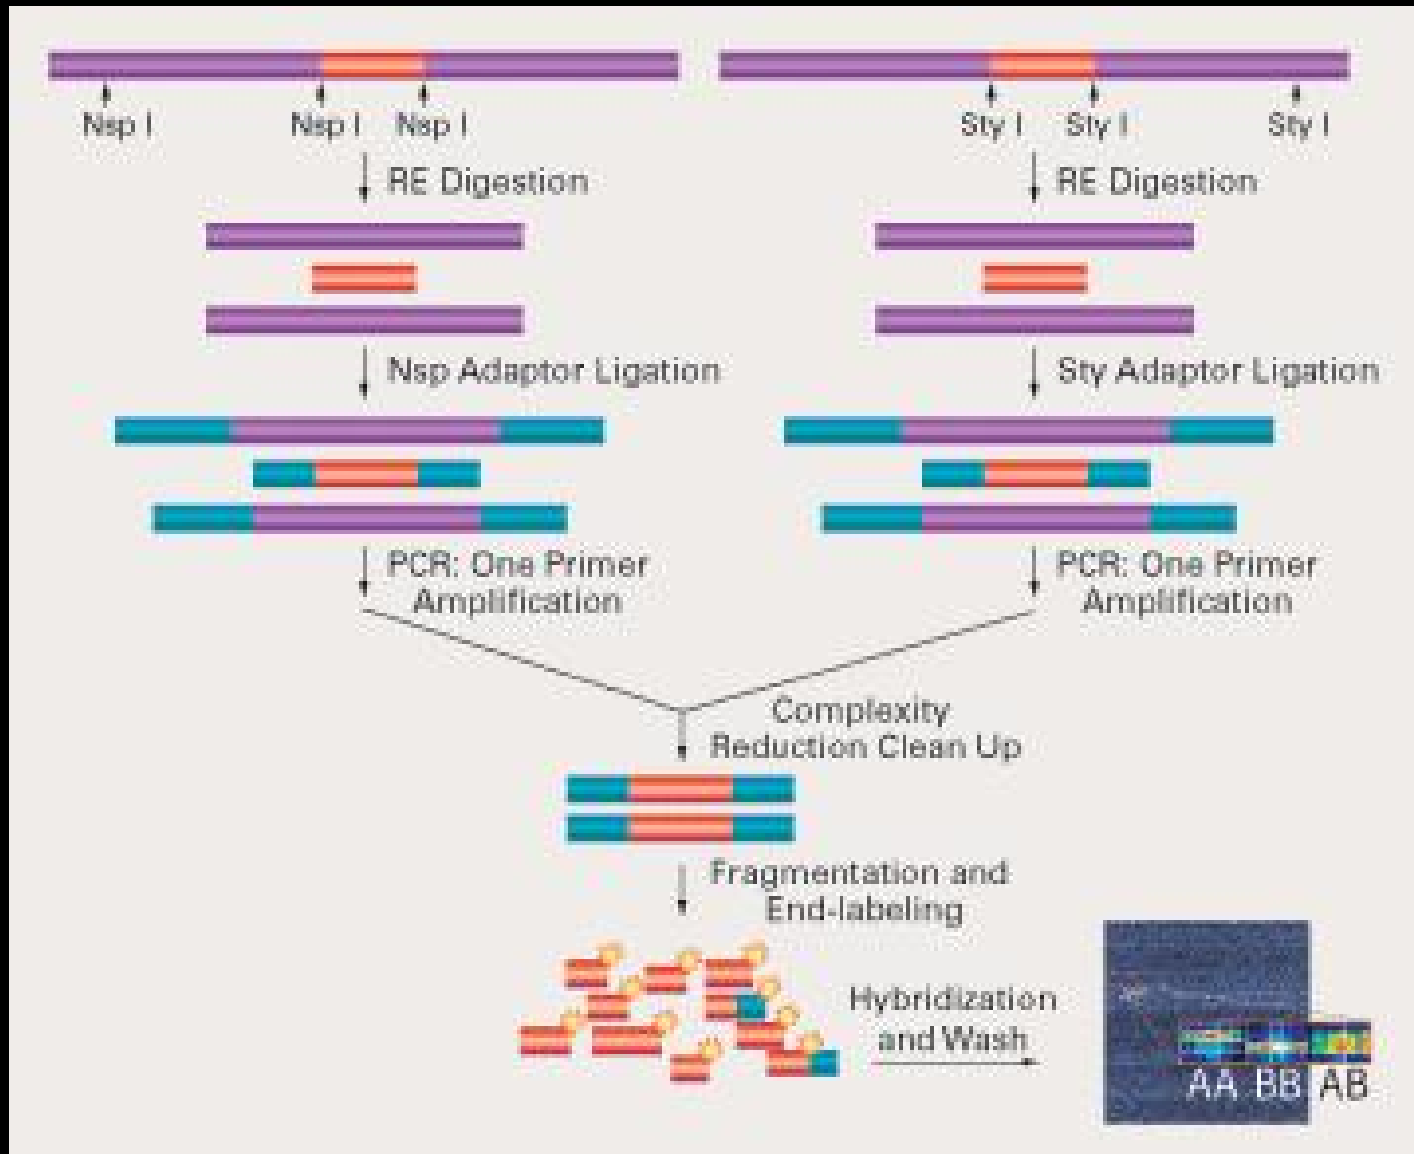 Nsp I Nsp I Nsp I
Sty I Sty I Sty I
RE Digestion
RE Digestion
Nsp Adaptor Ligation
Sty Adaptor Ligation
PCR: One Primer
Amplification
PCR: One Primer
Amplification
Complexity
Reduction Clean Up
Fragmentation and
End-labeling
Hybridization
and Wash
AA BB AB